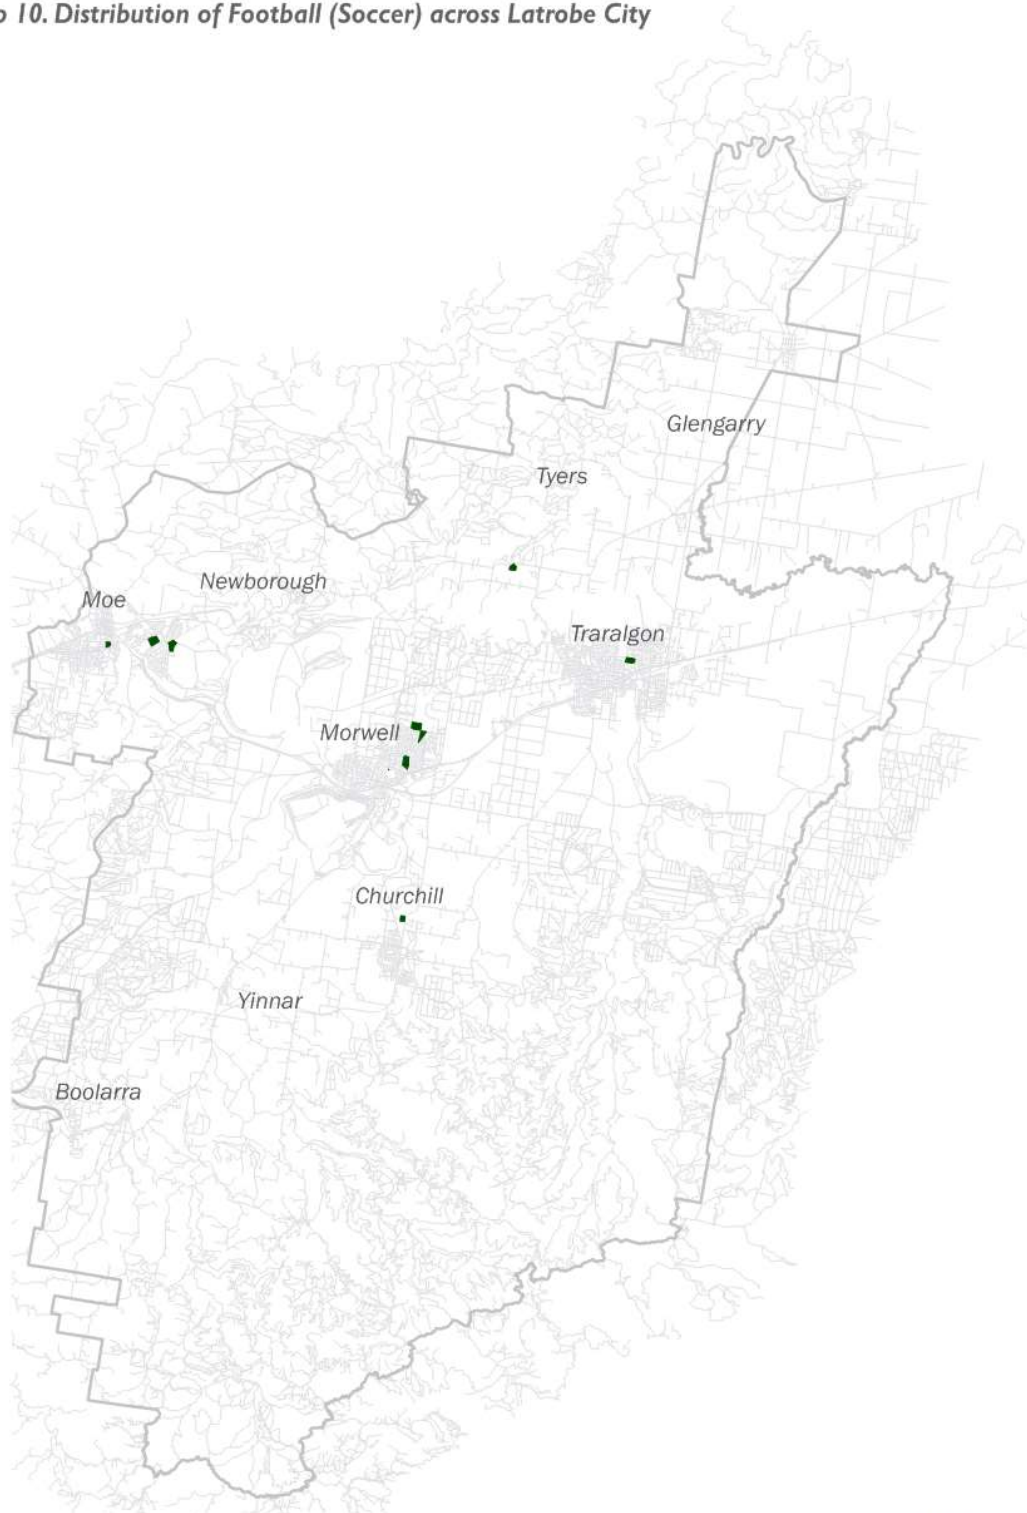 10. Distribution of Football (Soccer) across Latrobe City
Glengarry
Tyers
Newborough
Moe
Traralgon
Morwell
Churchill
Yinnar
Boolarra